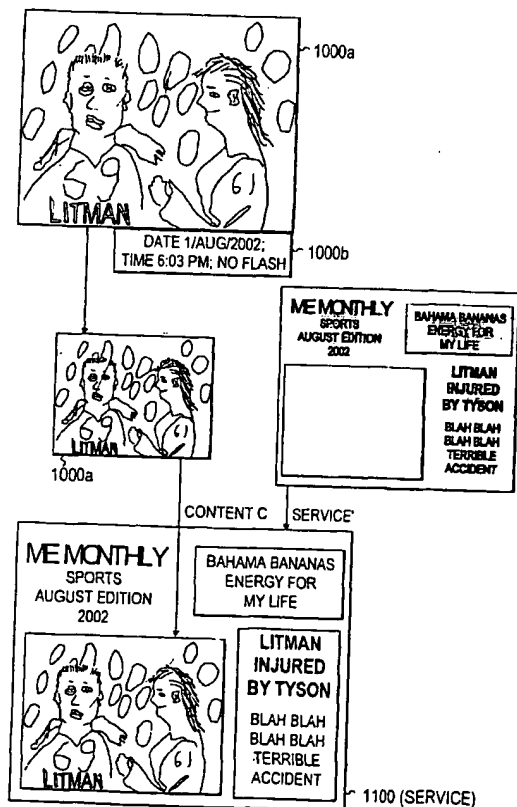 1000a
69
61
LITMAN
DATE 1/AUG/2002;
TIME 6:03 PM; NO FLASH
1000b
ME MONTHLY
SPORTS
AUGUST EDITION
2002
BAHAMA BANANAS
ENERGY FOR
MY LIFE
LITMAN
INJURED
BY TYSON
BLAH BLAH
BLAH BLAH
TERRIBLE
ACCIDENT
69
61
LITMAN
1000a
CONTENT C
SERVICE'
ME MONTHLY
SPORTS
AUGUST EDITION
2002
BAHAMA BANANAS
ENERGY FOR
MY LIFE
69
61
LITMAN
LITMAN
INJURED
BY TYSON
BLAH BLAH
BLAH BLAH
TERRIBLE
ACCIDENT
1100 (SERVICE)